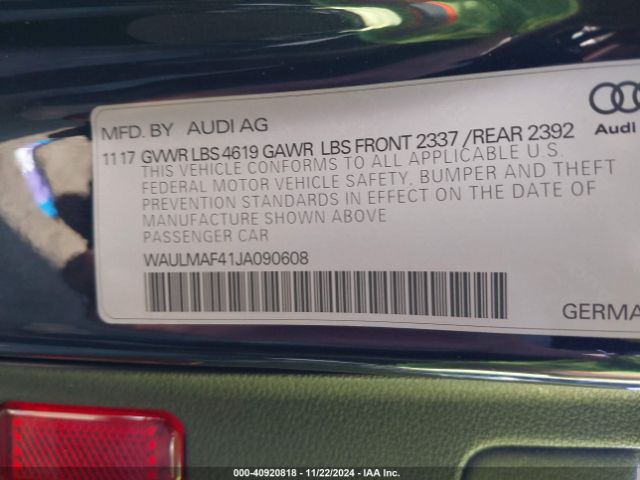 MFD. BY AUDI AG
11 17 GVWR LBS 4619 GAWR LBS FRONT 2337 /REAR 2392
THIS VEHICLE CONFORMS TO ALL APPLICABLE U.S.
FEDERAL MOTOR VEHICLE SAFETY, BUMPER AND THEFT
PREVENTION STANDARDS IN EFFECT ON THE DATE OF
MANUFACTURE SHOWN ABOVE
PASSENGER CAR
WAULMAF41JA090608
Audi
GERMA
000-40920818 - 11/22/2024 - IAA Inc.